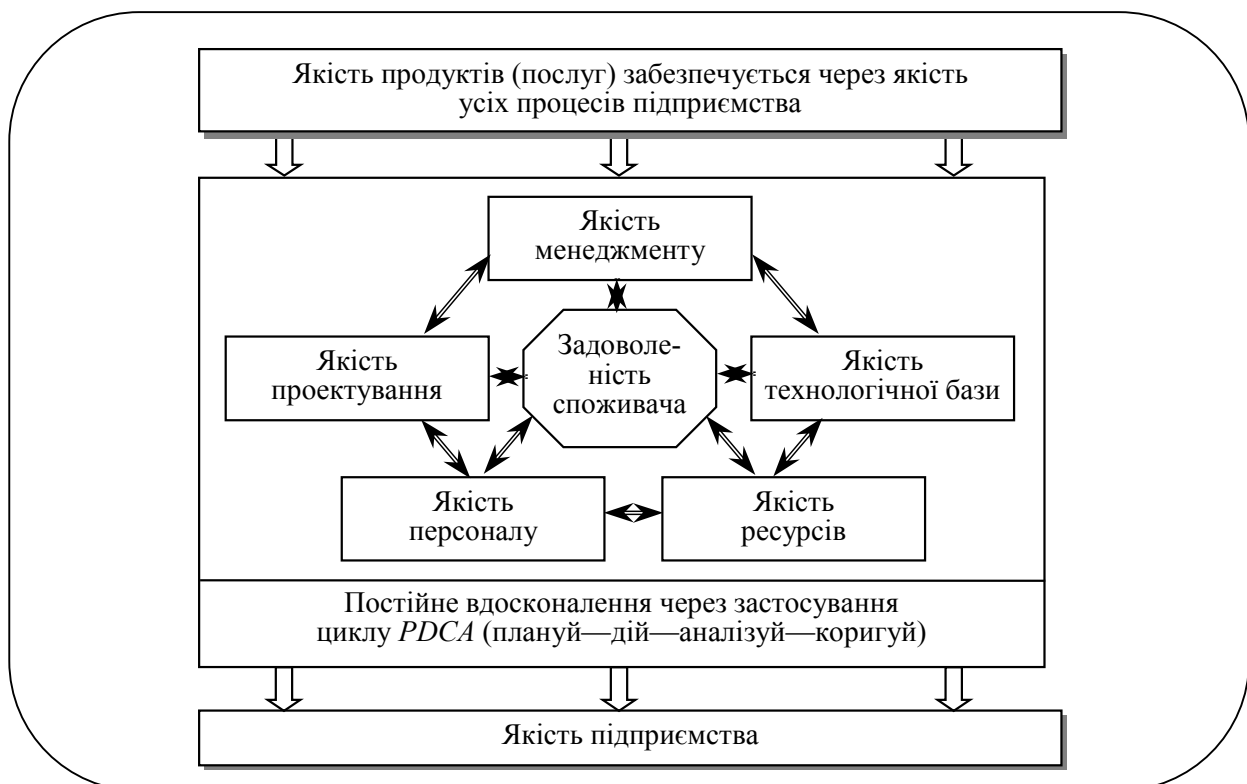 Якість продуктів (послуг) забезпечується через якість
усіх процесів підприємства
Якість
менеджменту
Якість
проектування
Задоволе-
ність
споживача
Якість
технологічної бази
Якість
персоналу
Якість
ресурсів
Постійне вдосконалення через застосування
циклу PDCA (плануй—дій—аналізуй—коригуй)
Якість підприємства